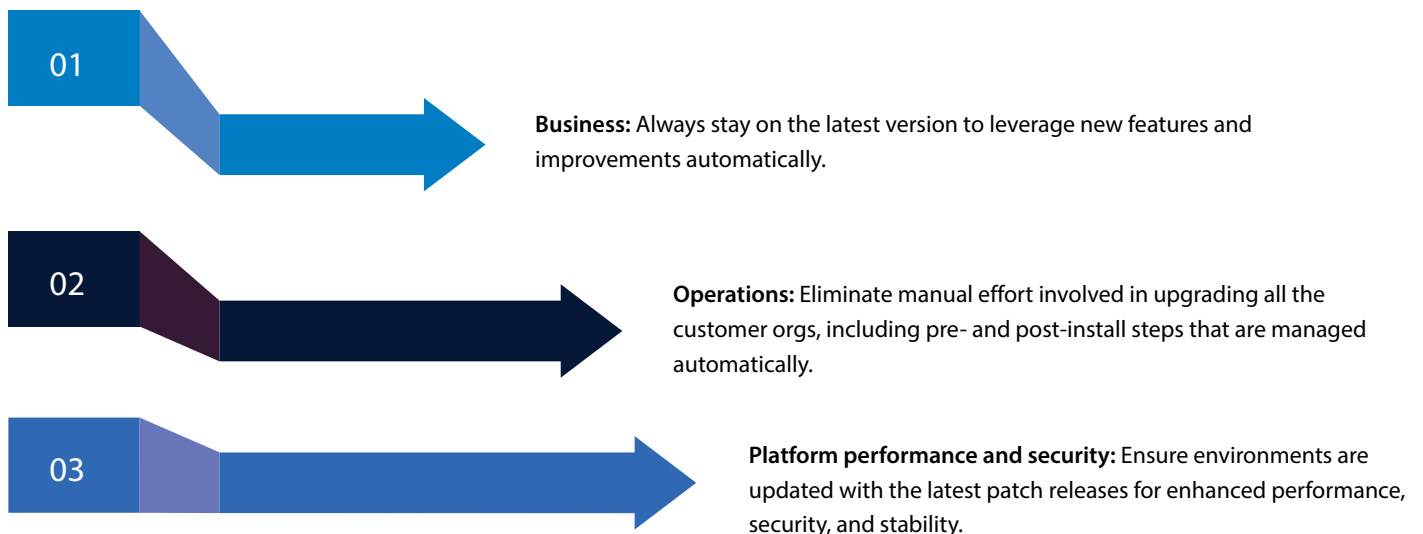 01
Business: Always stay on the latest version to leverage new features and
improvements automatically.
02
Operations: Eliminate manual effort involved in upgrading all the
customer orgs, including pre- and post-install steps that are managed
automatically.
03
Platform performance and security: Ensure environments are
updated with the latest patch releases for enhanced performance,
security, and stability.